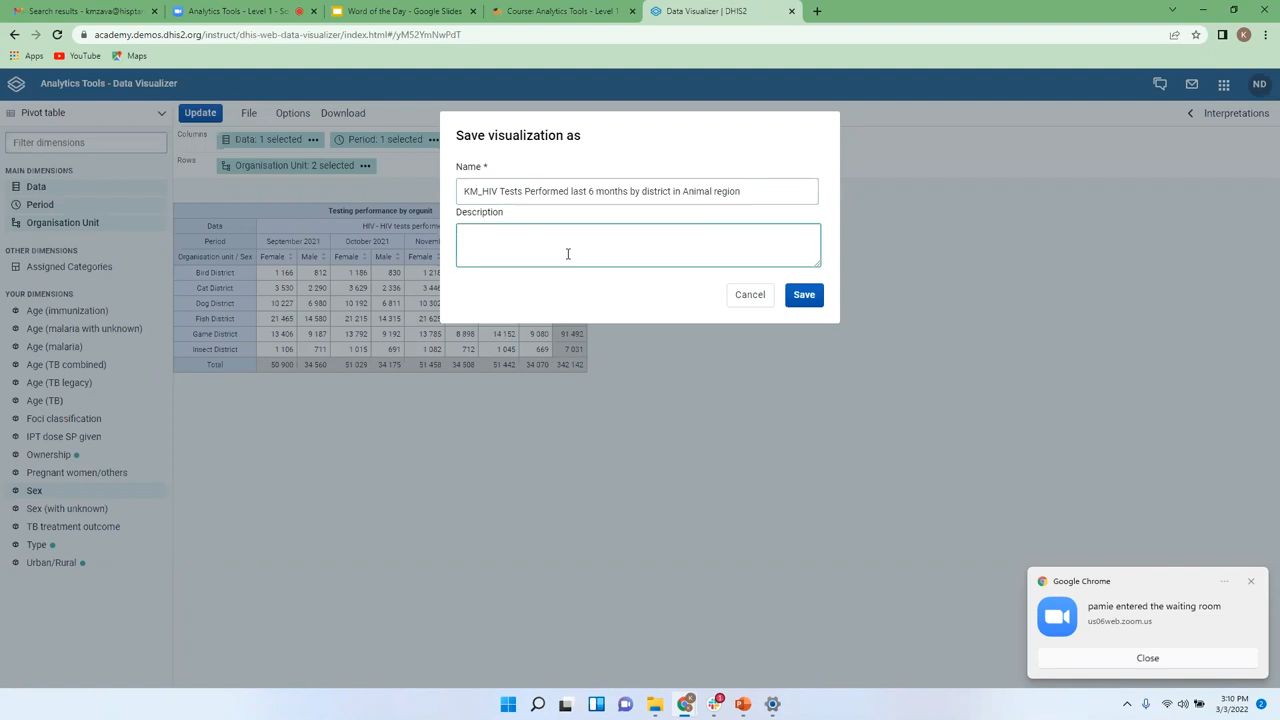 Search results - kmzava@hispta
Analytics Tools - Level 1 - S
Word of the Day - Google Slides
Analytics Tools - Level 1
Data Visualizer | DHIS2
academy.demos.dhis2.org/instruct/dhis-web-data-visualizer/index.html#/yM52YmNwPtD
K
Apps
YouTube
Maps
Analytics Tools - Data Visualizer
ND
Pivot table
Update
File
Options
Download
Interpretations
Filter dimensions
Columns
Data: 1 selected
Period: 1 selected
Rows
Organisation Unit: 2 selected
MAIN DIMENSIONS
Data
Period
Organisation Unit
OTHER DIMENSIONS
Assigned Categories
YOUR DIMENSIONS
Age (immunization)
Age (malaria with unknown)
Age (malaria)
Age (TB combined)
Age (TB legacy)
Age (TB)
Foci classification
IPT dose SP given
Ownership
Pregnant women/others
Sex
Sex (with unknown)
TB treatment outcome
Type
Urban/Rural
Testing performance by orgunit
Data HIV - HIV tests perform
Period September 2021 October 2021 Novem
Organisation unit / Sex Female Male Female Male Female
Bird District 1 166 812 1 186 830 1 218
Cat District 3 530 2 290 3 629 2 336 3 446
Dog District 10 227 6 980 10 192 6 811 10 302
Fish District 21 465 14 580 21 215 14 315 21 625
Game District 13 406 9 187 13 792 9 192 13 785 8 898 14 152 9 080 91 492
Insect District 1 106 711 1 015 691 1 082 712 1 045 669 7 031
Total 50 900 34 560 51 029 34 175 51 458 34 508 51 442 34 070 342 142
Save visualization as
Name *
KM_HIV Tests Performed last 6 months by district in Animal region
Description
Cancel
Save
Google Chrome
pamie entered the waiting room
us06web.zoom.us
Close
3:10 PM
3/3/2022